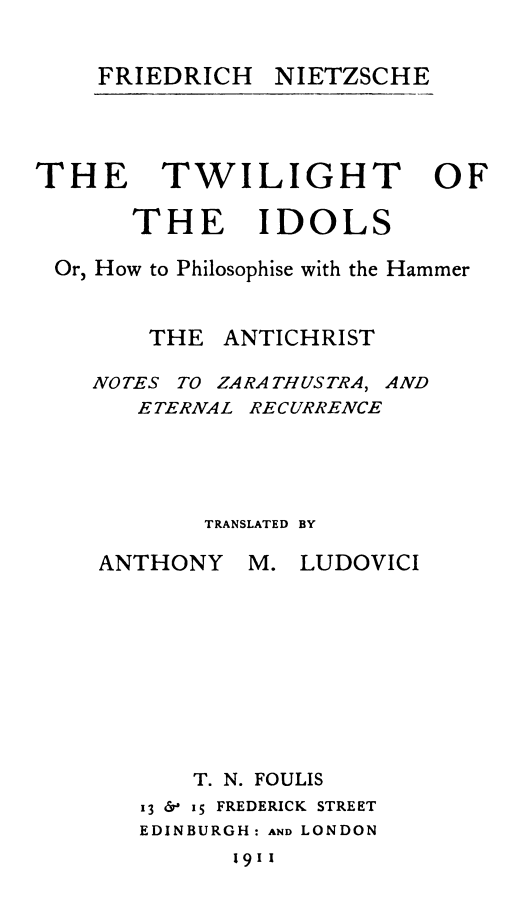 FRIEDRICH NIETZSCHE
THE TWILIGHT OF
THE IDOLS
Or, How to Philosophise with the Hammer
THE ANTICHRIST
NOTES TO ZARATHUSTRA, AND
ETERNAL RECURRENCE
TRANSLATED BY
ANTHONY M. LUDOVICI
T. N. FOULIS
13 & 15 FREDERICK STREET
EDINBURGH: AND LONDON
1911